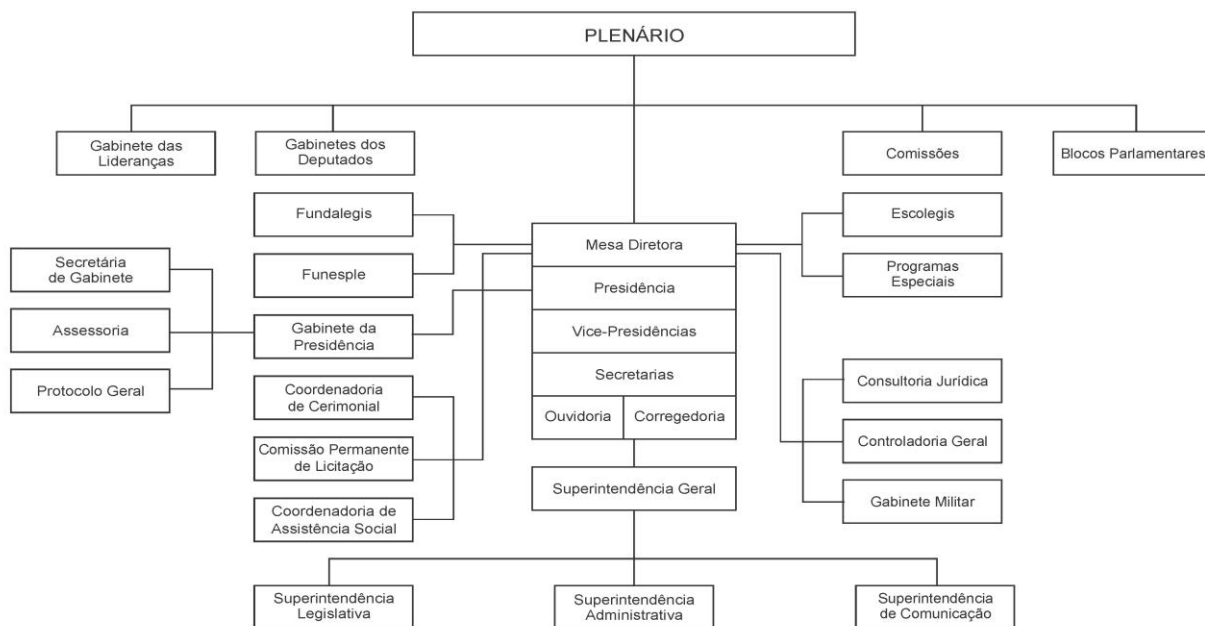 PLENÁRIO
Gabinete das
Lideranças
Gabinetes dos
Deputados
Comissões
Blocos Parlamentares
Fundalegis
Escolegis
Mesa Diretora
Secretária
de Gabinete
Funesple
Programas
Especiais
Presidência
Assessoria
Gabinete da
Presidência
Vice-Presidências
Protocolo Geral
Coordenadoria
de Cerimonial
Secretarias
Consultoria Jurídica
Ouvidoria
Corregedoria
Comissão Permanente
de Licitação
Controladoria Geral
Superintendência Geral
Coordenadoria de
Assistência Social
Gabinete Militar
Superintendência
Legislativa
Superintendência
Administrativa
Superintendência
de Comunicação